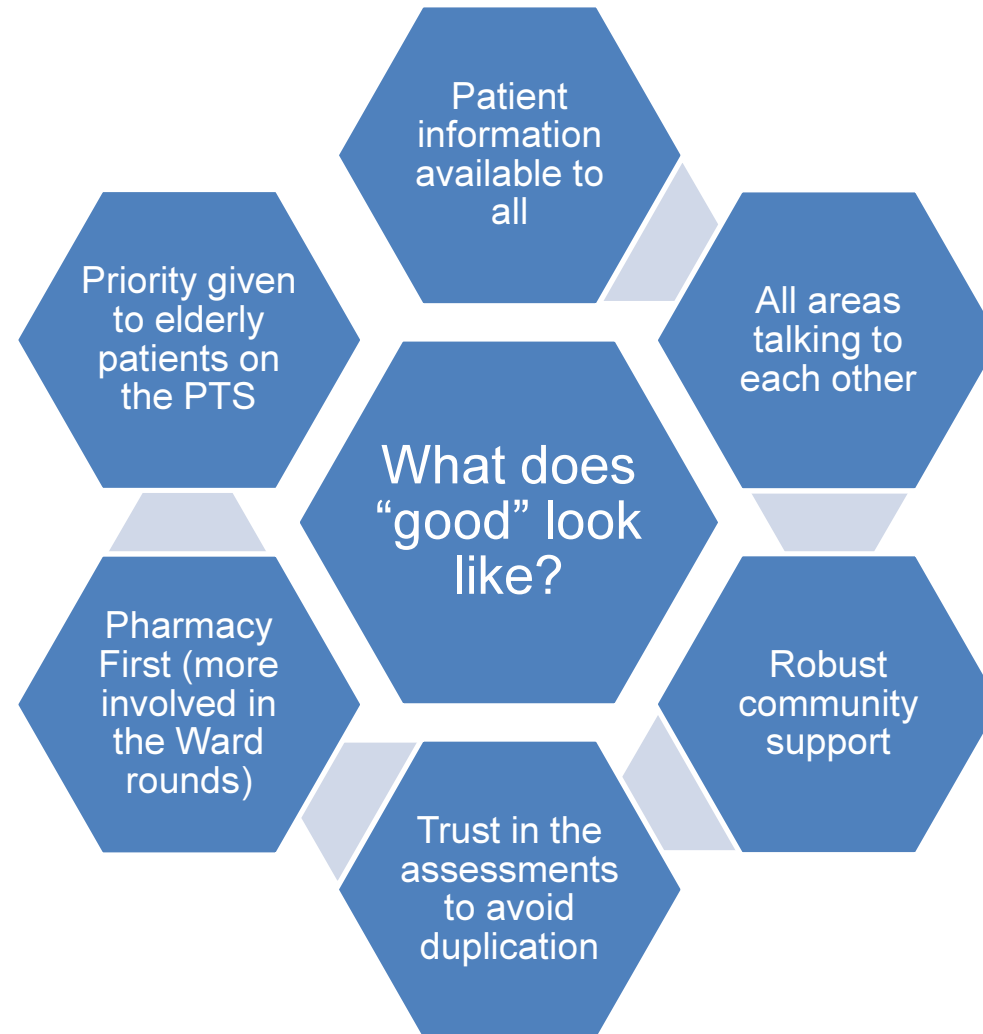 Patient
information
available to
all
All areas
talking to
each other
Robust
community
support
Trust in the
assessments
to avoid
duplication
Pharmacy
First (more
involved in
the Ward
rounds)
Priority given
to elderly
patients on
the PTS
What does
“good” look
like?